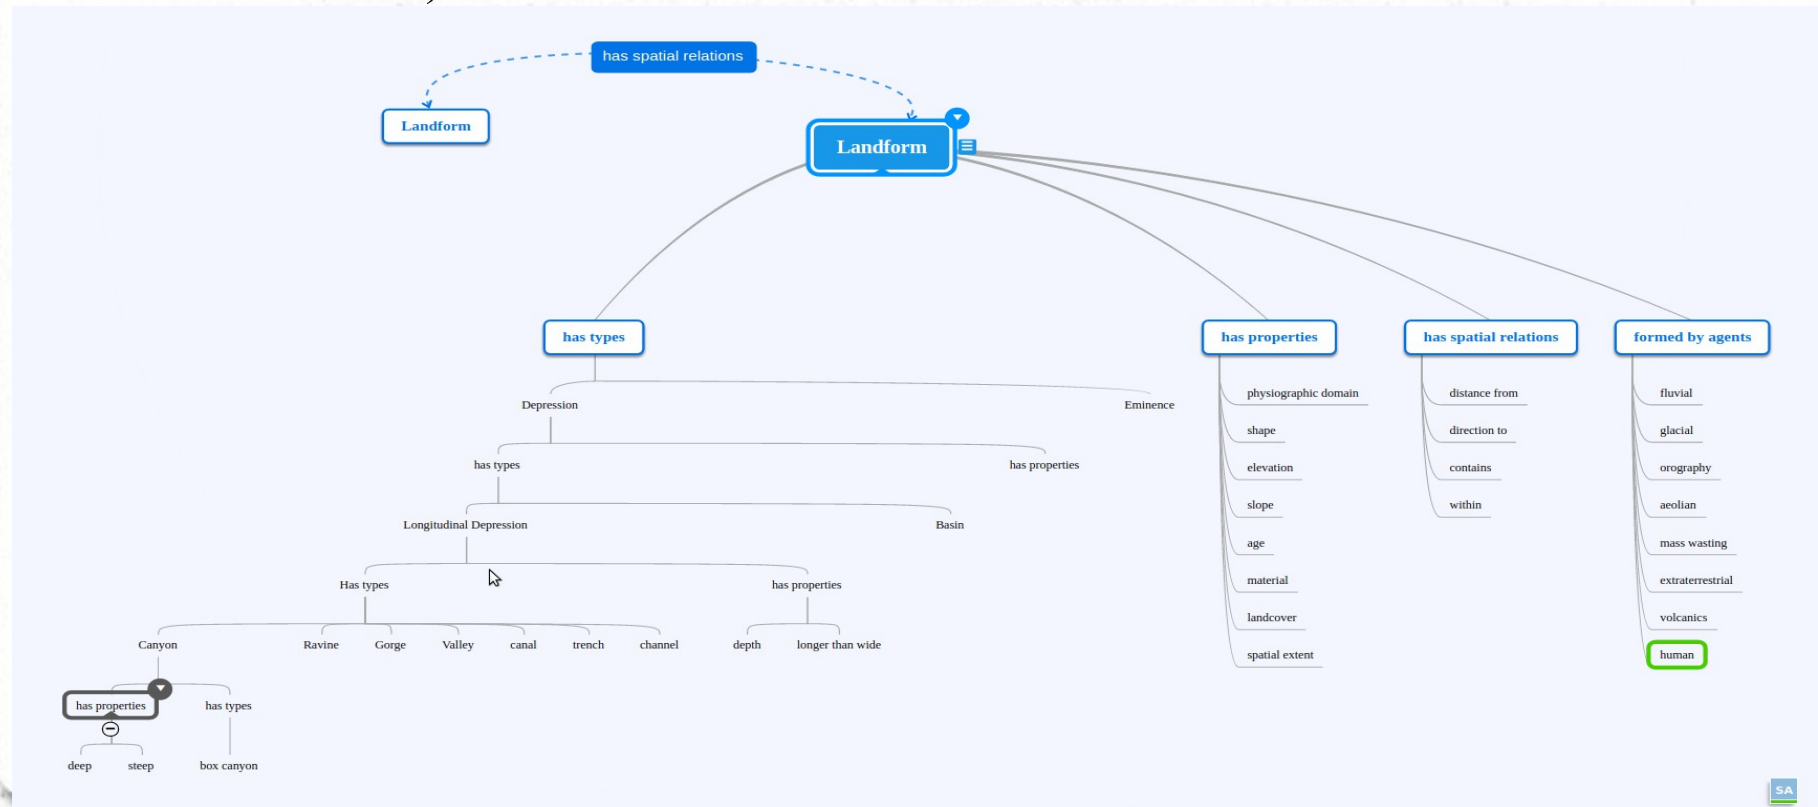 has spatial relations
Landform
Landform
has types
has properties
has spatial relations
formed by agents
Depression
Eminence
has types
has properties
Longitudinal Depression
Basin
Has types
has properties
Canyon
Ravine
Gorge
Valley
canal
trench
channel
depth
longer than wide
has properties
has types
deep
steep
box canyon
physiographic domain
shape
elevation
slope
age
material
landcover
spatial extent
distance from
direction to
contains
within
fluvial
glacial
orography
aeolian
mass wasting
extraterrestrial
volcanics
human
SA